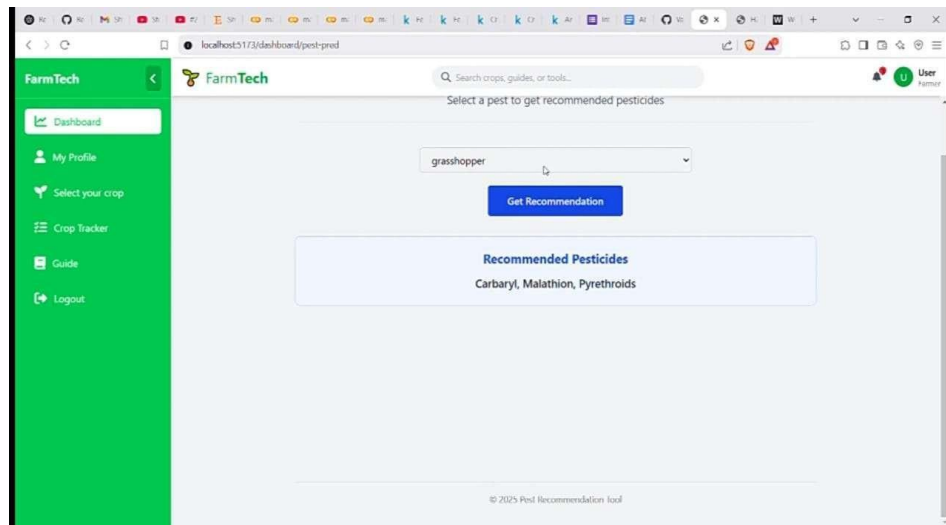 localhost:5173/dashboard/pest-pred
FarmTech
FarmTech
Search crops, guides, or tools...
U
User
Farmer
Select a pest to get recommended pesticides
Dashboard
My Profile
Select your crop
Crop Tracker
Guide
Logout
grasshopper
Get Recommendation
Recommended Pesticides
Carbaryl, Malathion, Pyrethroids
© 2025 Pest Recommendation Tool